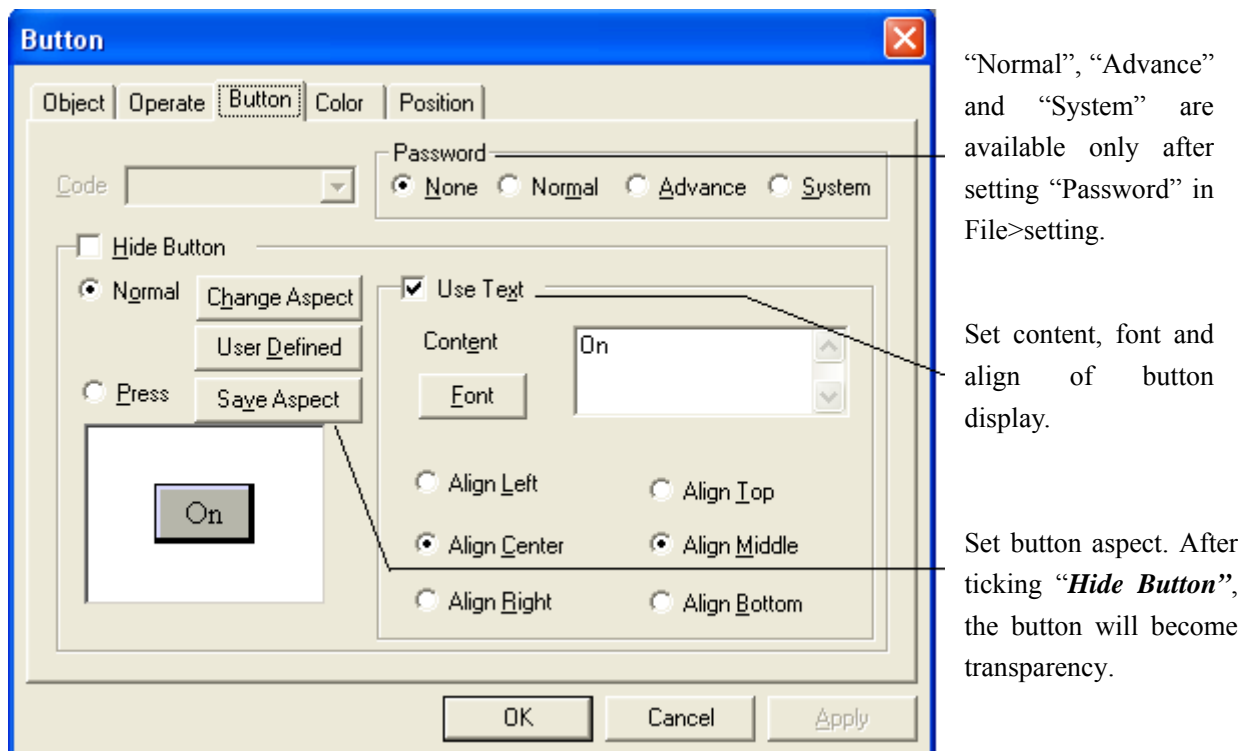 Button
Object Operate Button Color Position
Code
Password
None Normal Advance System
Hide Button
Normal Change Aspect
User Defined
Press Save Aspect
On
Use Text
Content On
Font
Align Left Align Top
Align Center Align Middle
Align Right Align Bottom
OK Cancel Apply
“Normal”, “Advance”
and “System” are
available only after
setting “Password” in
File>setting.
Set content, font and
align of button
display.
Set button aspect. After
ticking “Hide Button”,
the button will become
transparency.